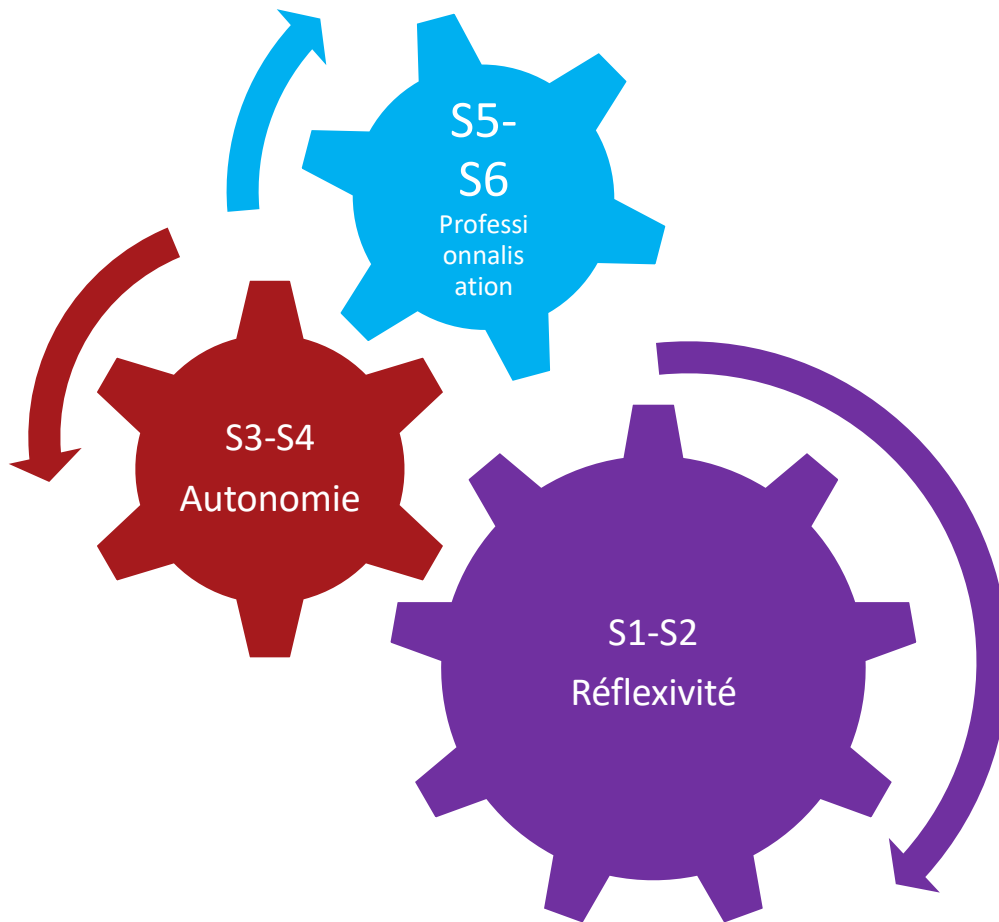 S5-
S6
Professi
onnalis
ation
S3-S4
Autonomie
S1-S2
Réflexivité